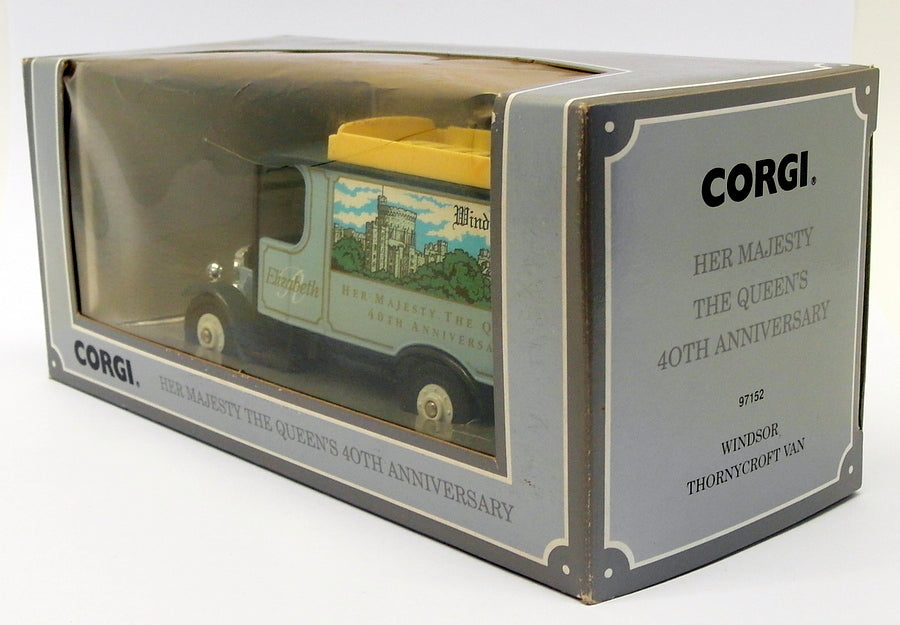 Wind
Elizabeth R
HER MAJESTY THE Q
40TH ANNIVERSA
CORGI.
HER MAJESTY THE QUEEN'S 40TH ANNIVERSARY
CORGI.
HER MAJESTY
THE QUEEN'S
40TH ANNIVERSARY
97152
WINDSOR
THORNYCROFT VAN